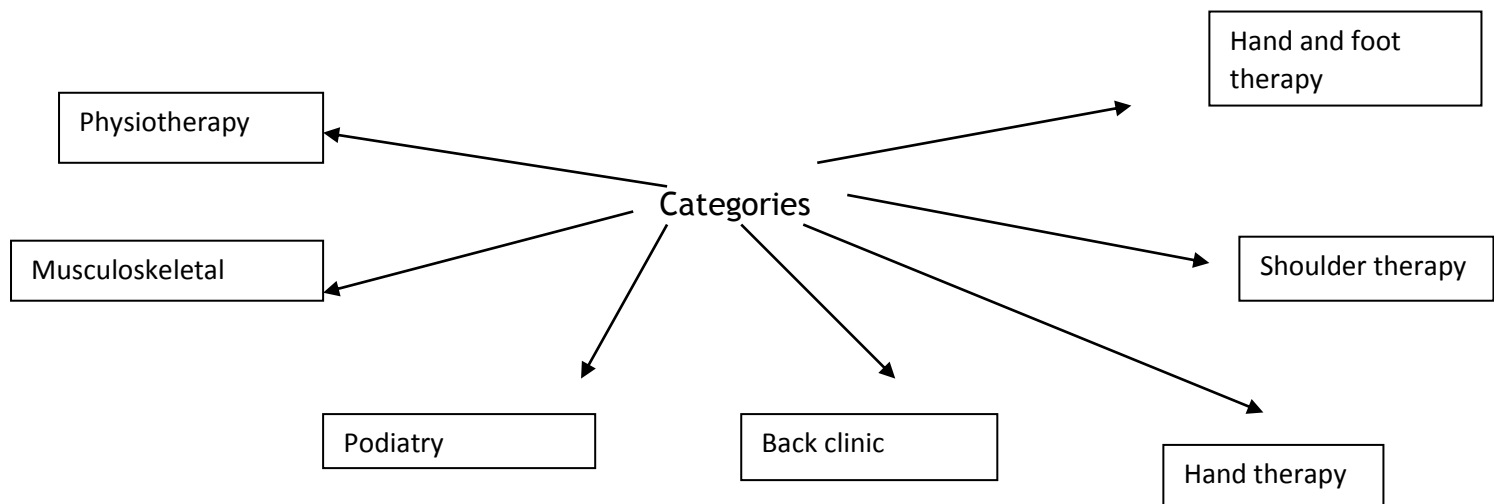 Hand and foot
therapy
Physiotherapy
Categories
Musculoskeletal
Shoulder therapy
Podiatry
Back clinic
Hand therapy